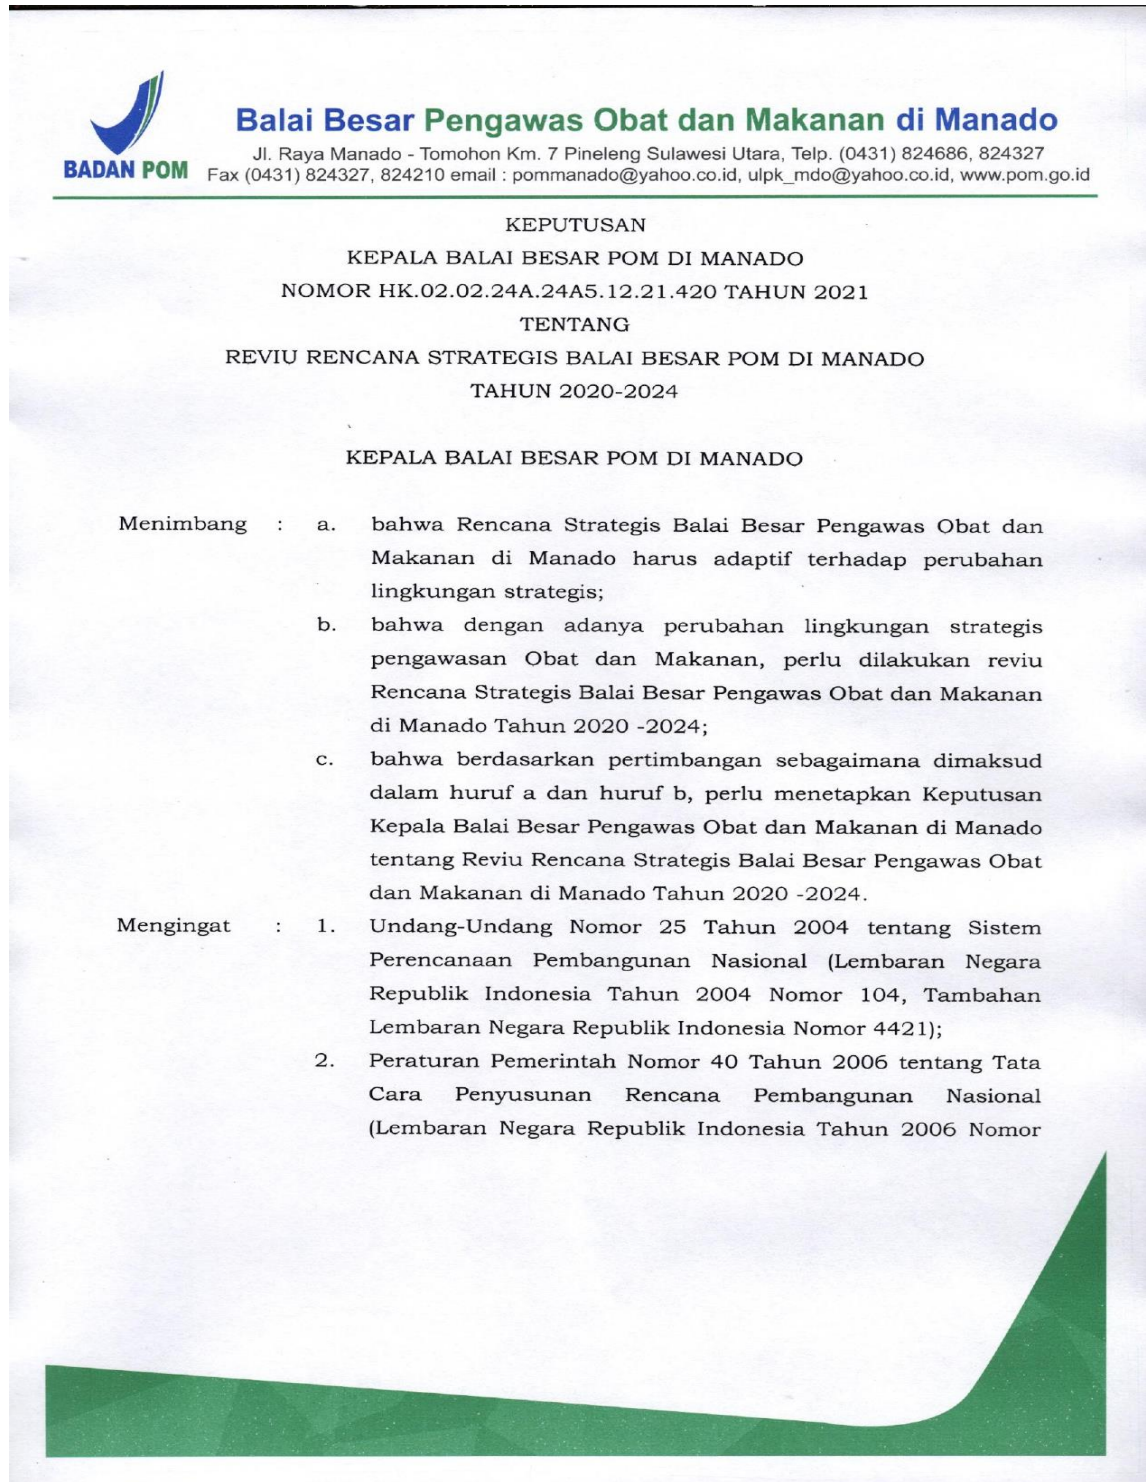 BADAN POM
Balai Besar Pengawas Obat dan Makanan di Manado
Jl. Raya Manado - Tomohon Km. 7 Pineleng Sulawesi Utara, Telp. (0431) 824686, 824327
Fax (0431) 824327, 824210 email : pommanado@yahoo.co.id, ulpk_mdo@yahoo.co.id, www.pom.go.id
KEPUTUSAN
KEPALA BALAI BESAR POM DI MANADO
NOMOR HK.02.02.24A.24A5.12.21.420 TAHUN 2021
TENTANG
REVIU RENCANA STRATEGIS BALAI BESAR POM DI MANADO
TAHUN 2020-2024
KEPALA BALAI BESAR POM DI MANADO
Menimbang : a. bahwa Rencana Strategis Balai Besar Pengawas Obat dan
Makanan di Manado harus adaptif terhadap perubahan
lingkungan strategis;
b. bahwa dengan adanya perubahan lingkungan strategis
pengawasan Obat dan Makanan, perlu dilakukan reviu
Rencana Strategis Balai Besar Pengawas Obat dan Makanan
di Manado Tahun 2020 -2024;
c. bahwa berdasarkan pertimbangan sebagaimana dimaksud
dalam huruf a dan huruf b, perlu menetapkan Keputusan
Kepala Balai Besar Pengawas Obat dan Makanan di Manado
tentang Reviu Rencana Strategis Balai Besar Pengawas Obat
dan Makanan di Manado Tahun 2020 -2024.
Mengingat : 1. Undang-Undang Nomor 25 Tahun 2004 tentang Sistem
Perencanaan Pembangunan Nasional (Lembaran Negara
Republik Indonesia Tahun 2004 Nomor 104, Tambahan
Lembaran Negara Republik Indonesia Nomor 4421);
2. Peraturan Pemerintah Nomor 40 Tahun 2006 tentang Tata
Cara Penyusunan Rencana Pembangunan Nasional
(Lembaran Negara Republik Indonesia Tahun 2006 Nomor